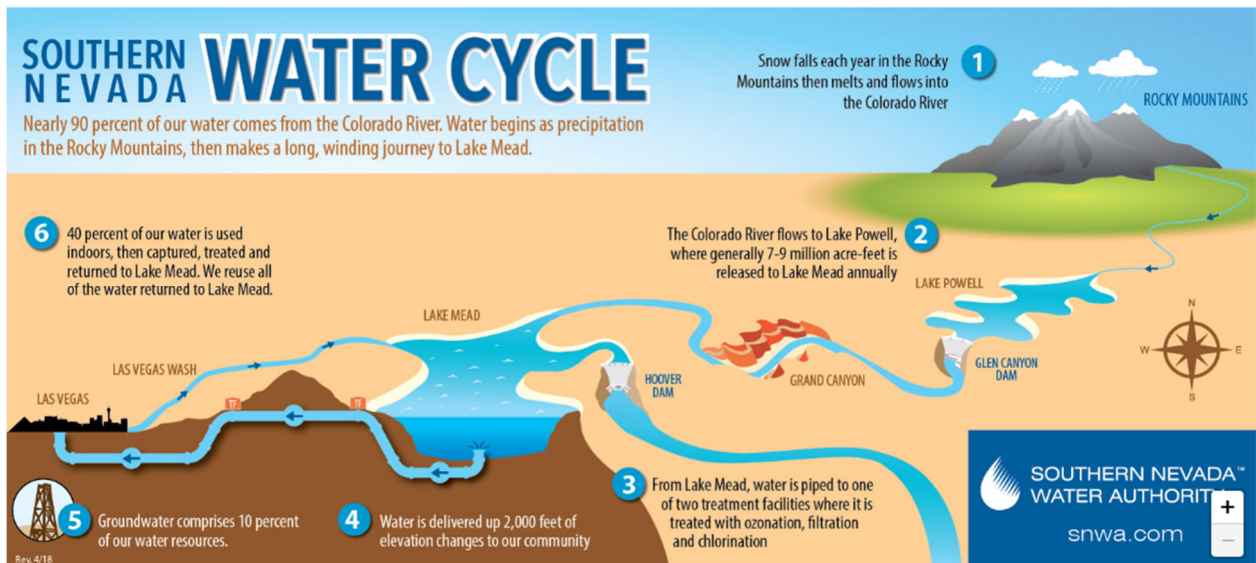 SOUTHERN
NEVADA
WATER CYCLE
Nearly 90 percent of our water comes from the Colorado River. Water begins as precipitation
in the Rocky Mountains, then makes a long, winding journey to Lake Mead.
1
Snow falls each year in the Rocky
Mountains then melts and flows into
the Colorado River
ROCKY MOUNTAINS
2
The Colorado River flows to Lake Powell,
where generally 7-9 million acre-feet is
released to Lake Mead annually
LAKE POWELL
GLEN CANYON
DAM
N
W
E
S
GRAND CANYON
6
40 percent of our water is used
indoors, then captured, treated and
returned to Lake Mead. We reuse all
of the water returned to Lake Mead.
LAKE MEAD
HOOVER
DAM
LAS VEGAS WASH
LAS VEGAS
TF
TF
3
From Lake Mead, water is piped to one
of two treatment facilities where it is
treated with ozonation, filtration
and chlorination
4
Water is delivered up 2,000 feet of
elevation changes to our community
5
Groundwater comprises 10 percent
of our water resources.
Rev. 4/18
SOUTHERN NEVADA™
WATER AUTHORIT
snwa.com
+
−